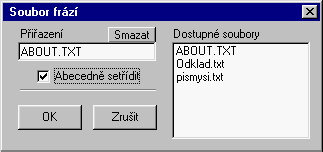 Soubor frází
Přiřazení
Smazat
ABOUT.TXT
Abecedně setřídit
OK
Zrušit
Dostupné soubory
ABOUT.TXT
Odklad.txt
pismysi.txt